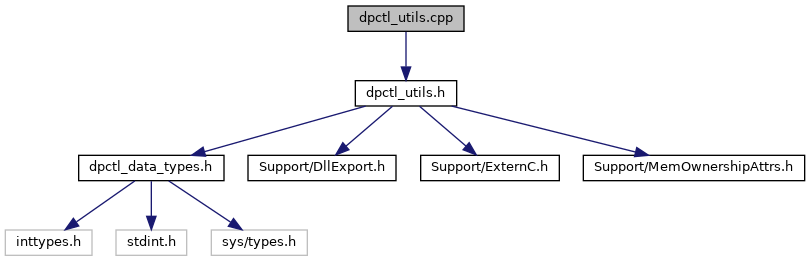 dpctl_utils.cpp
dpctl_utils.h
dpctl_data_types.h
Support/DllExport.h
Support/ExternC.h
Support/MemOwnershipAttrs.h
inttypes.h
stdint.h
sys/types.h